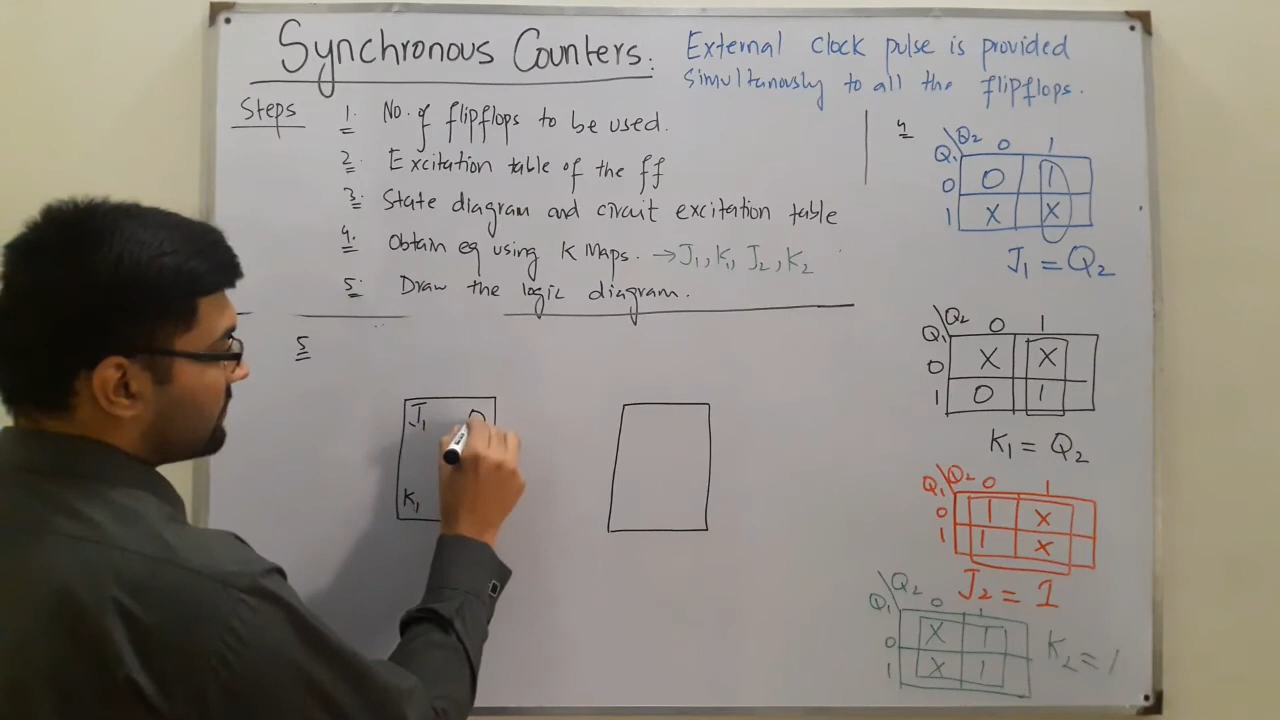 Synchronous Counters.
External clock pulse is provided
simultanously to all the flipflops.
Steps
1. No. of flipflops to be used.
2. Excitation table of the ff
3. State diagram and circuit excitation table
4. Obtain eq using K Maps. → J₁, K₁, J₂, K₂
5. Draw the logic diagram.
5
J₁
K₁
4
Q₁ \ Q₂ 0 1
0 0 1
1 X X
J₁ = Q₂
Q₁ \ Q₂ 0 1
0 X X
1 0 1
K₁ = Q₂
Q₁ \ Q₂ 0 1
0 1 X
1 1 X
J₂ = 1
Q₁ \ Q₂ 0 1
0 X 1
1 X 1
K₂ = 1